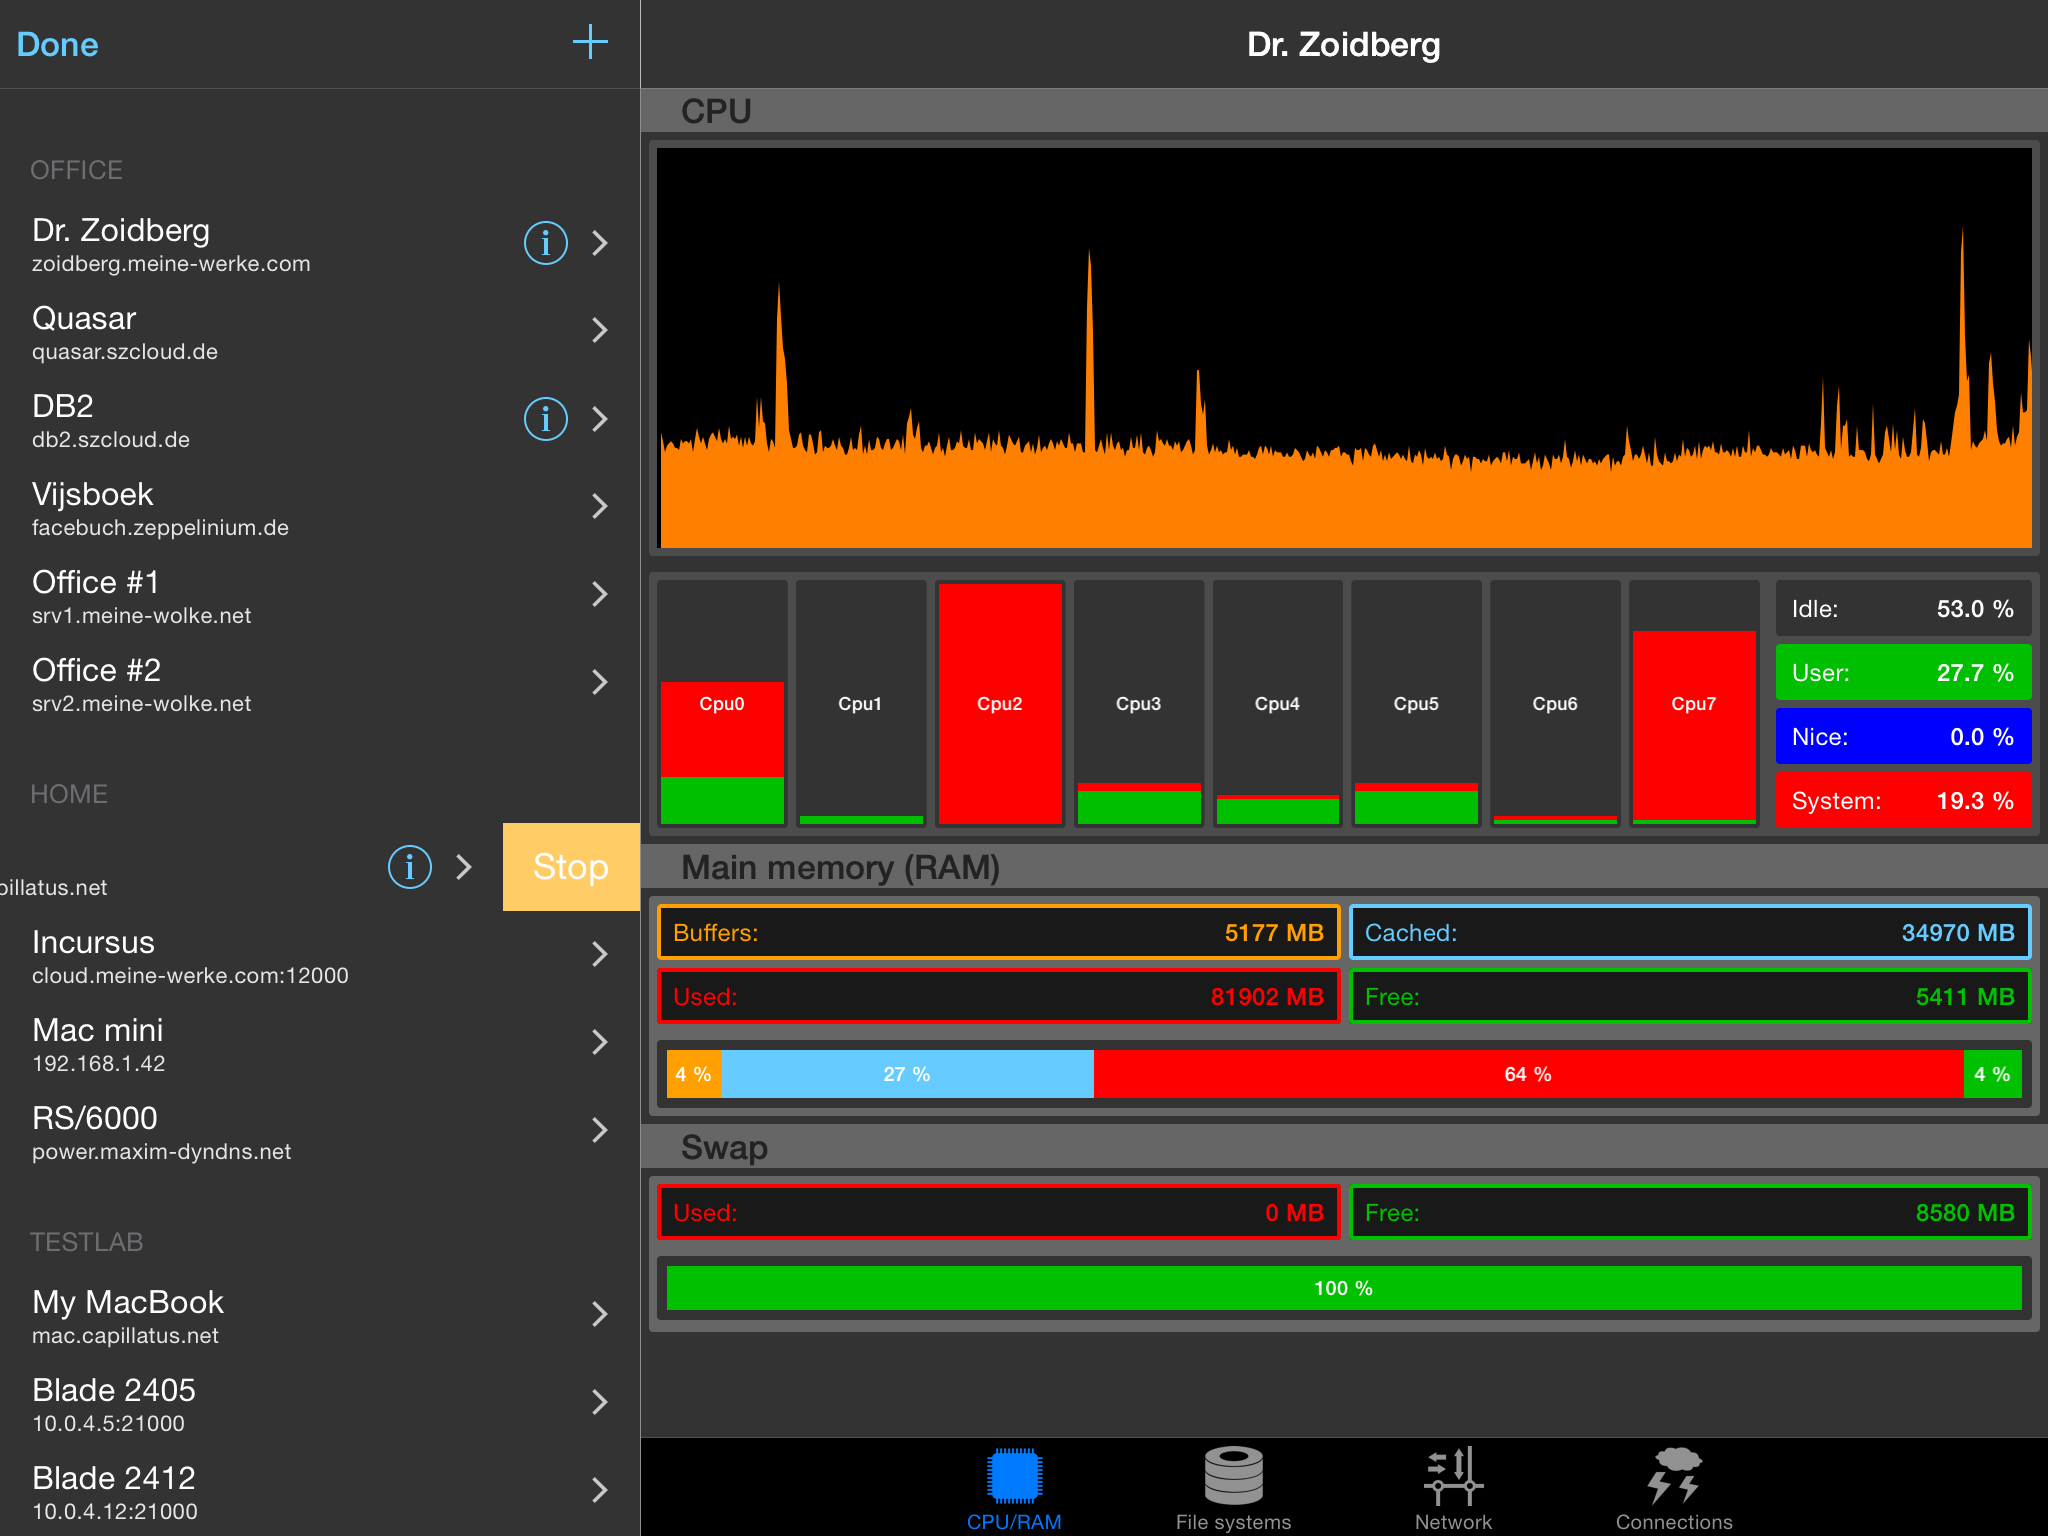 Done
OFFICE
Dr. Zoidberg
zoidberg.meine-werke.com
Quasar
quasar.szcloud.de
DB2
db2.szcloud.de
Vijsboek
facebuch.zeppelinium.de
Office #1
srv1.meine-wolke.net
Office #2
srv2.meine-wolke.net
HOME
Stop
pillatus.net
Incursus
cloud.meine-werke.com:12000
Mac mini
192.168.1.42
RS/6000
power.maxim-dyndns.net
TESTLAB
My MacBook
mac.capillatus.net
Blade 2405
10.0.4.5:21000
Blade 2412
10.0.4.12:21000
Dr. Zoidberg
CPU
Cpu0 Cpu1 Cpu2 Cpu3 Cpu4 Cpu5 Cpu6 Cpu7
Idle: 53.0 %
User: 27.7 %
Nice: 0.0 %
System: 19.3 %
Main memory (RAM)
Buffers: 5177 MB Cached: 34970 MB
Used: 81902 MB Free: 5411 MB
4 % 27 % 64 % 4 %
Swap
Used: 0 MB Free: 8580 MB
100 %
CPU/RAM File systems Network Connections